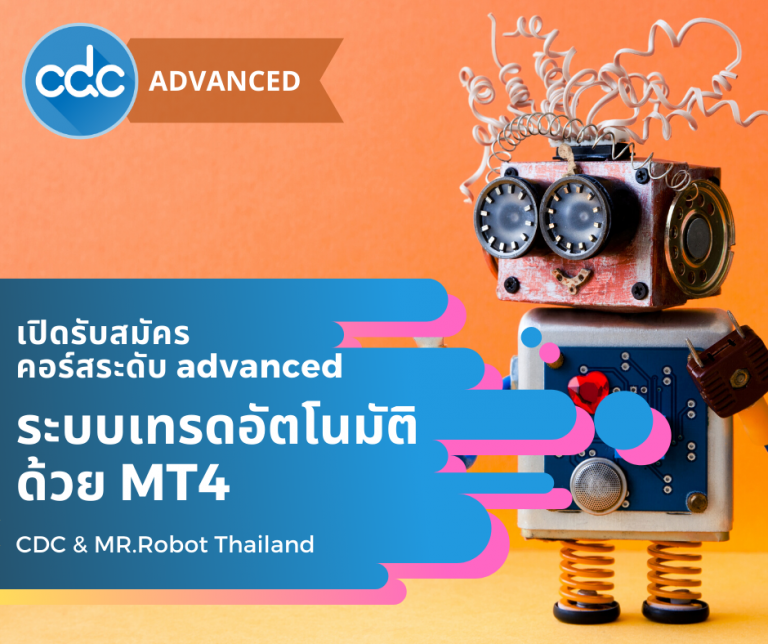 cdc ADVANCED
เปิดรับสมัคร
คอร์สระดับ advanced
ระบบเทรดอัตโนมัติ
ด้วย MT4
CDC & MR.Robot Thailand